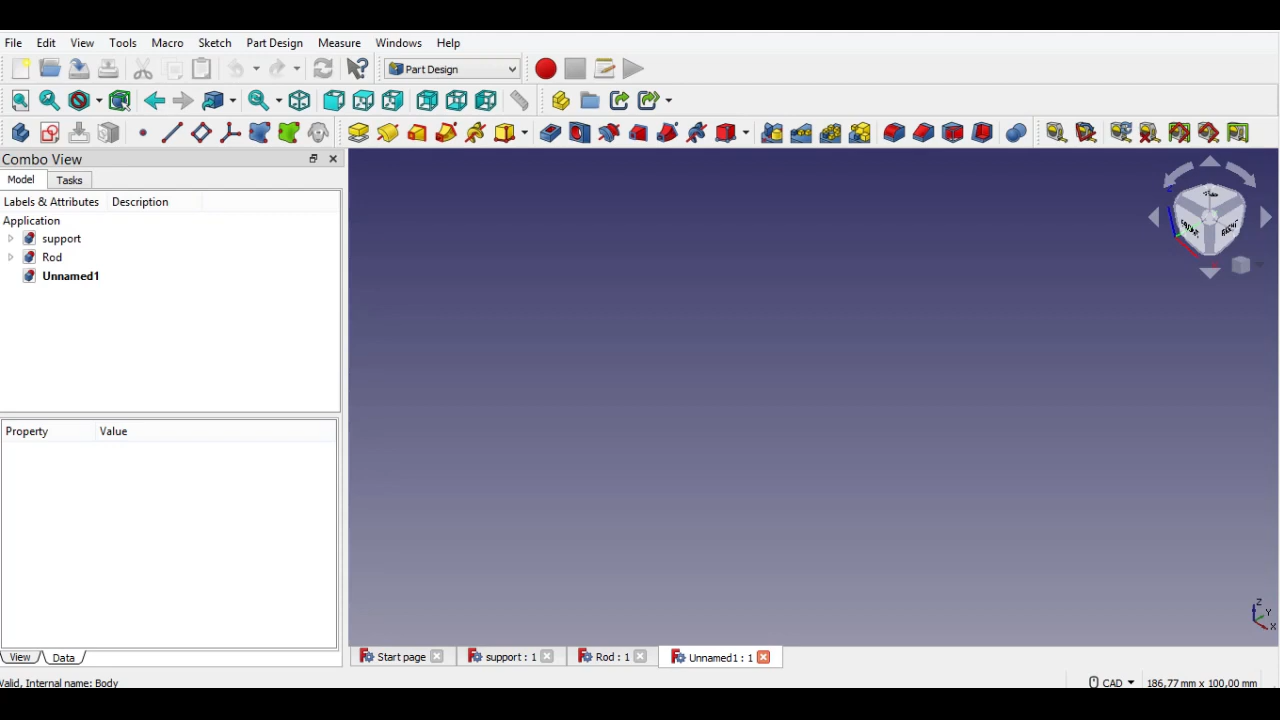 File Edit View Tools Macro Sketch Part Design Measure Windows Help
Part Design
Combo View
Model Tasks
Labels & Attributes Description
Application
support
Rod
Unnamed1
RIGHT
Property Value
Z
Y
X
View Data
Start page support : 1 Rod : 1 Unnamed1 : 1
Valid, Internal name: Body CAD 186,77 mm x 100,00 mm